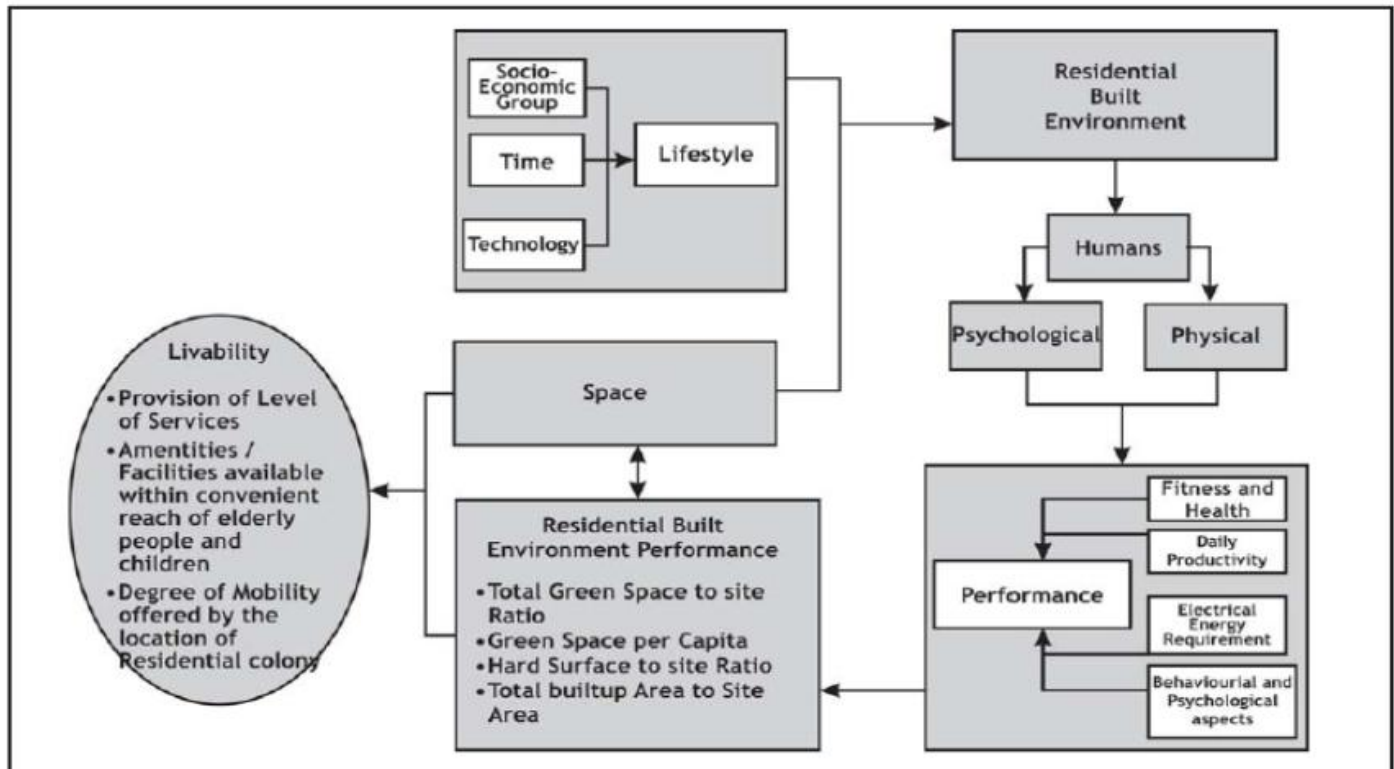 Socio-
Economic
Group
Time
Technology
Lifestyle
Residential
Built
Environment
Humans
Psychological
Physical
Livability
•Provision of Level
of Services
•Amentities /
Facilities available
within convenient
reach of elderly
people and
children
•Degree of Mobility
offered by the
location of
Residential colony
Space
Residential Built
Environment Performance
•Total Green Space to site
Ratio
•Green Space per Capita
•Hard Surface to site Ratio
•Total builtup Area to Site
Area
Performance
Fitness and
Health
Daily
Productivity
Electrical
Energy
Requirement
Behaviourial and
Psychological
aspects